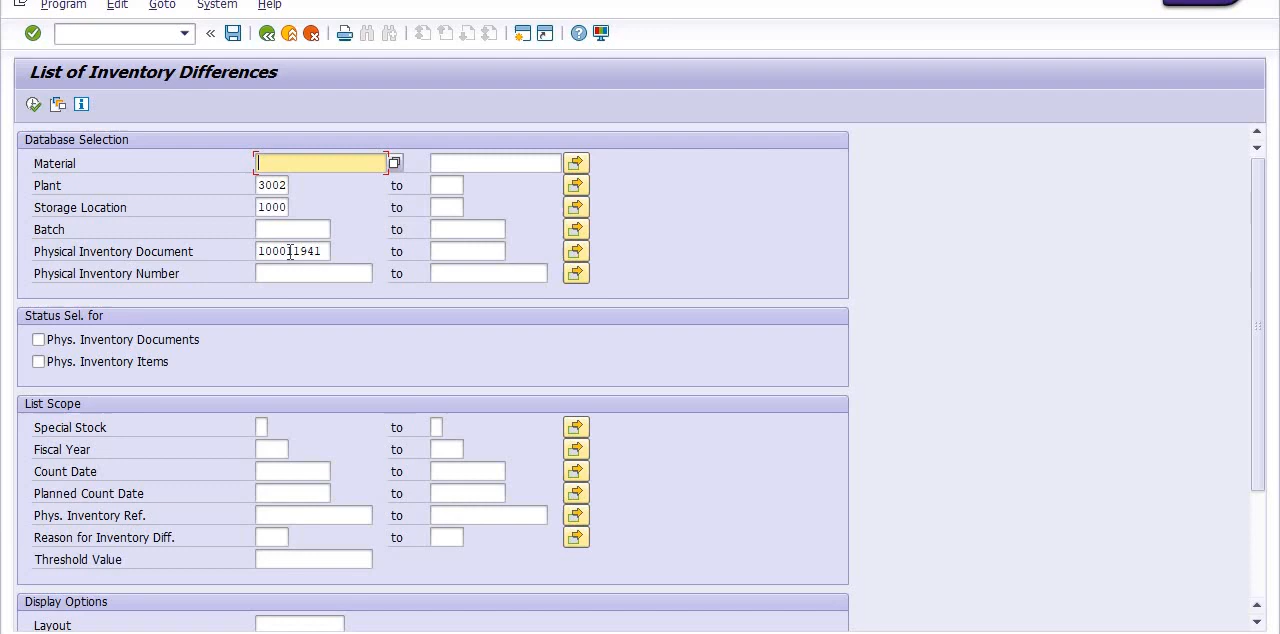 Program Edit Goto System Help
«
List of Inventory Differences
Database Selection
Material
Plant 3002 to
Storage Location 1000 to
Batch to
Physical Inventory Document to
Physical Inventory Number to
Status Sel. for
Phys. Inventory Documents
Phys. Inventory Items
List Scope
Special Stock to
Fiscal Year to
Count Date to
Planned Count Date to
Phys. Inventory Ref. to
Reason for Inventory Diff. to
Threshold Value
Display Options
Layout